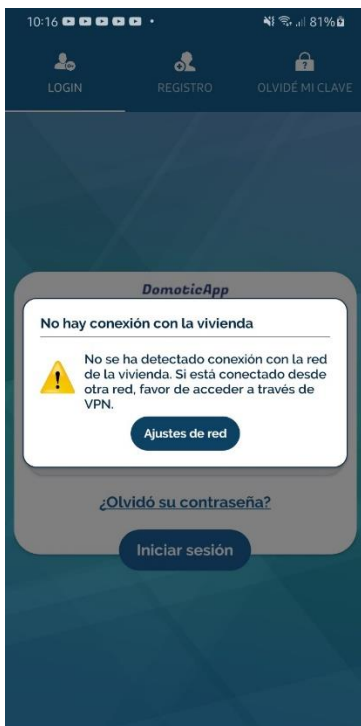 10:16
81%
LOGIN
REGISTRO
OLVIDÉ MI CLAVE
DomoticApp
No hay conexión con la vivienda
No se ha detectado conexión con la red
de la vivienda. Si está conectado desde
otra red, favor de acceder a través de
VPN.
Ajustes de red
¿Olvidó su contraseña?
Iniciar sesión